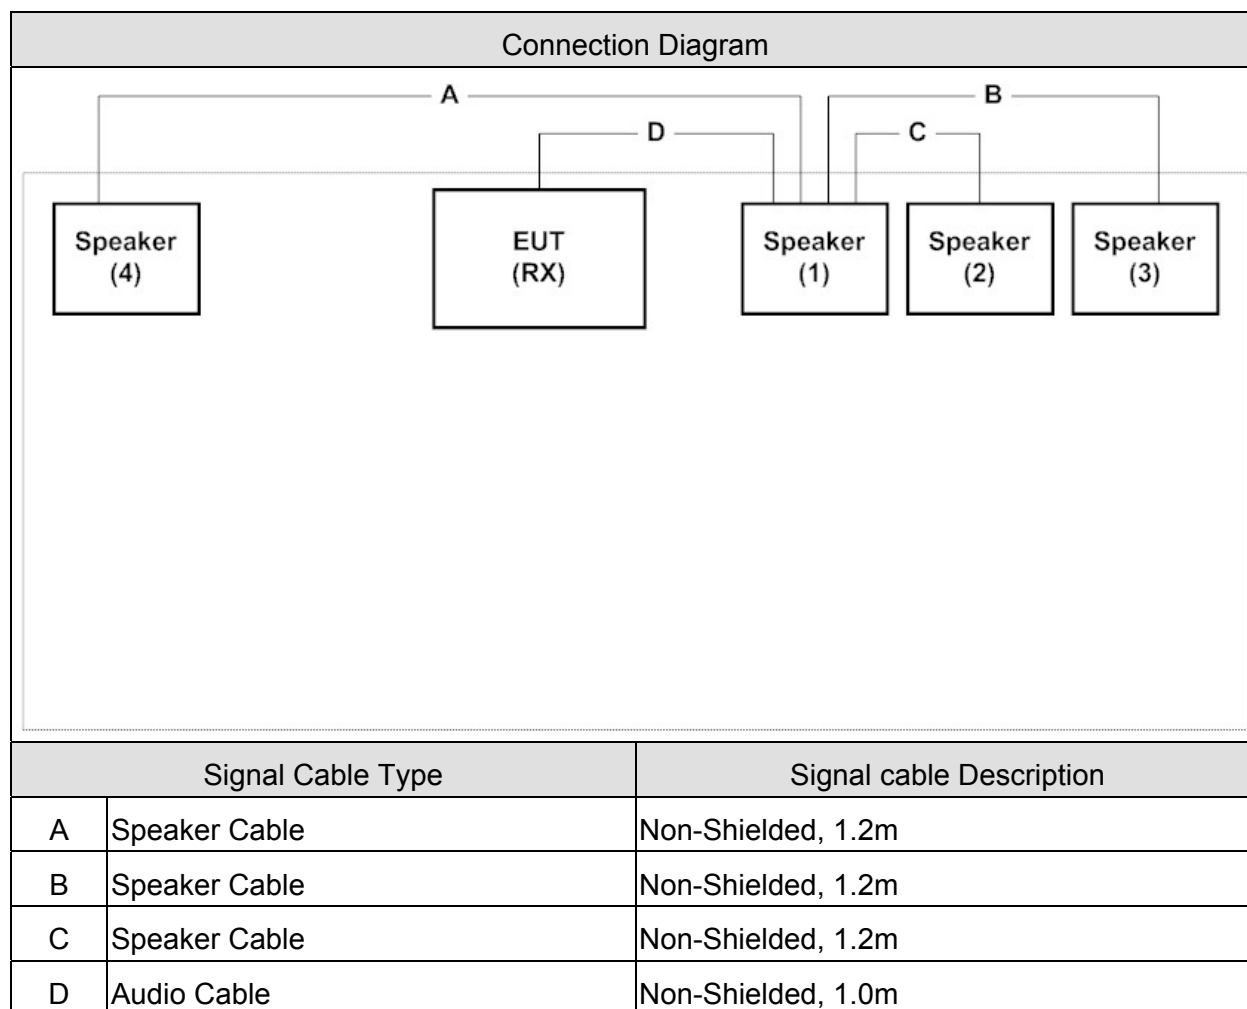 Connection Diagram
A
B
D
C
Speaker
(4)
EUT
(RX)
Speaker
(1)
Speaker
(2)
Speaker
(3)
Signal Cable Type
Signal cable Description
A Speaker Cable Non-Shielded, 1.2m
B Speaker Cable Non-Shielded, 1.2m
C Speaker Cable Non-Shielded, 1.2m
D Audio Cable Non-Shielded, 1.0m